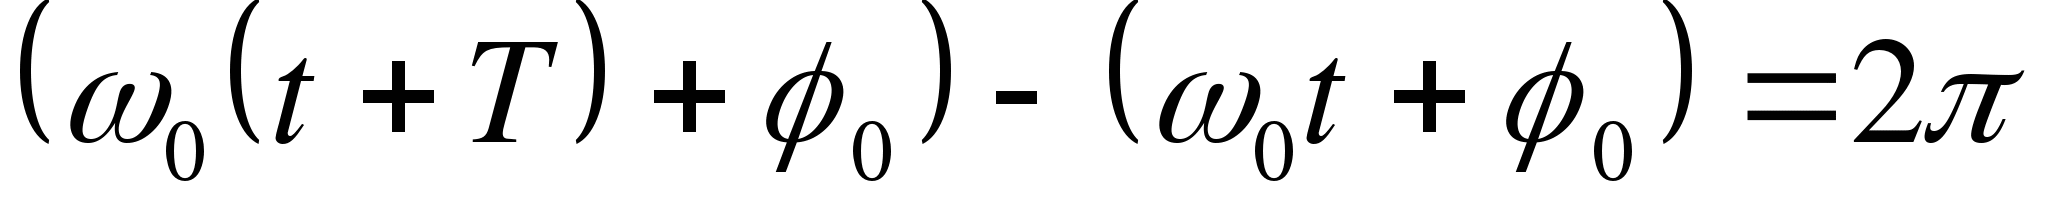 (ω₀(t + T) + ϕ₀) - (ω₀t + ϕ₀) = 2π